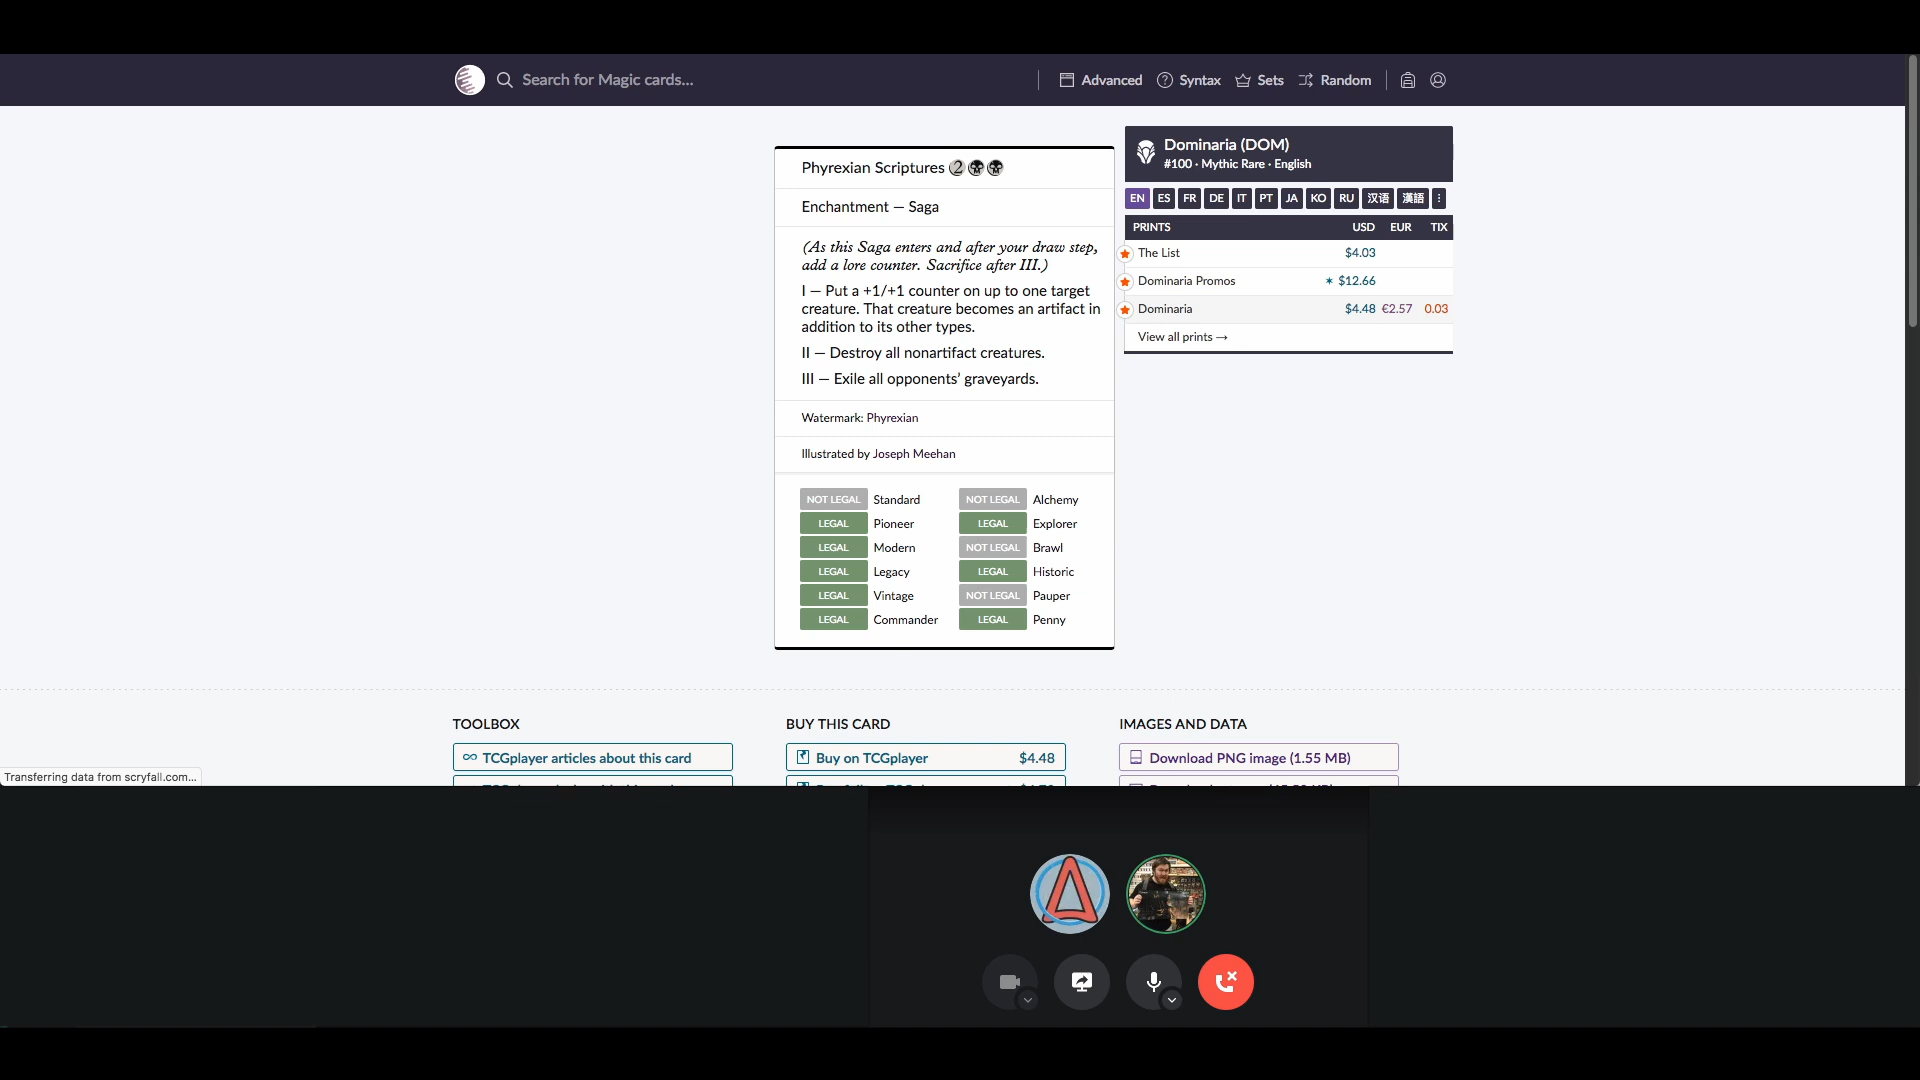 Search for Magic cards...
Advanced
Syntax
Sets
Random
Phyrexian Scriptures 2
Enchantment — Saga
(As this Saga enters and after your draw step,
add a lore counter. Sacrifice after III.)
I — Put a +1/+1 counter on up to one target
creature. That creature becomes an artifact in
addition to its other types.
II — Destroy all nonartifact creatures.
III — Exile all opponents’ graveyards.
Watermark: Phyrexian
Illustrated by Joseph Meehan
NOT LEGAL Standard NOT LEGAL Alchemy
LEGAL Pioneer LEGAL Explorer
LEGAL Modern NOT LEGAL Brawl
LEGAL Legacy LEGAL Historic
LEGAL Vintage NOT LEGAL Pauper
LEGAL Commander LEGAL Penny
Dominaria (DOM)
#100 · Mythic Rare · English
EN ES FR DE IT PT JA KO RU 汉语 漢語
PRINTS USD EUR TIX
The List $4.03
Dominaria Promos $12.66
Dominaria $4.48 €2.57 0.03
View all prints →
TOOLBOX
TCGplayer articles about this card
BUY THIS CARD
Buy on TCGplayer $4.48
IMAGES AND DATA
Download PNG image (1.55 MB)
Transferring data from scryfall.com...